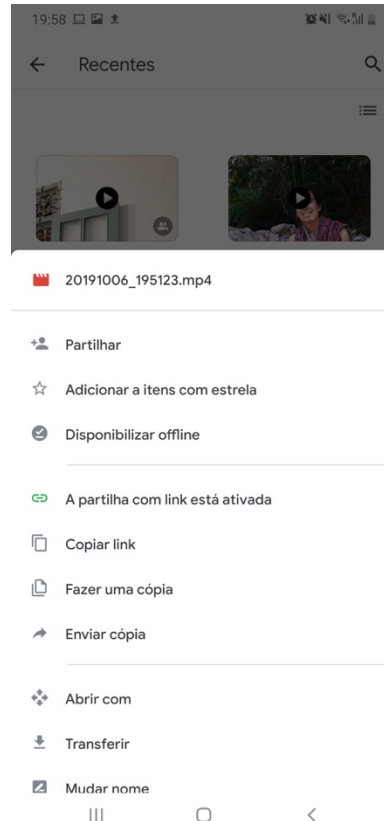 19:58
Recentes
20191006_195123.mp4
Partilhar
Adicionar a itens com estrela
Disponibilizar offline
A partilha com link está ativada
Copiar link
Fazer uma cópia
Enviar cópia
Abrir com
Transferir
Mudar nome